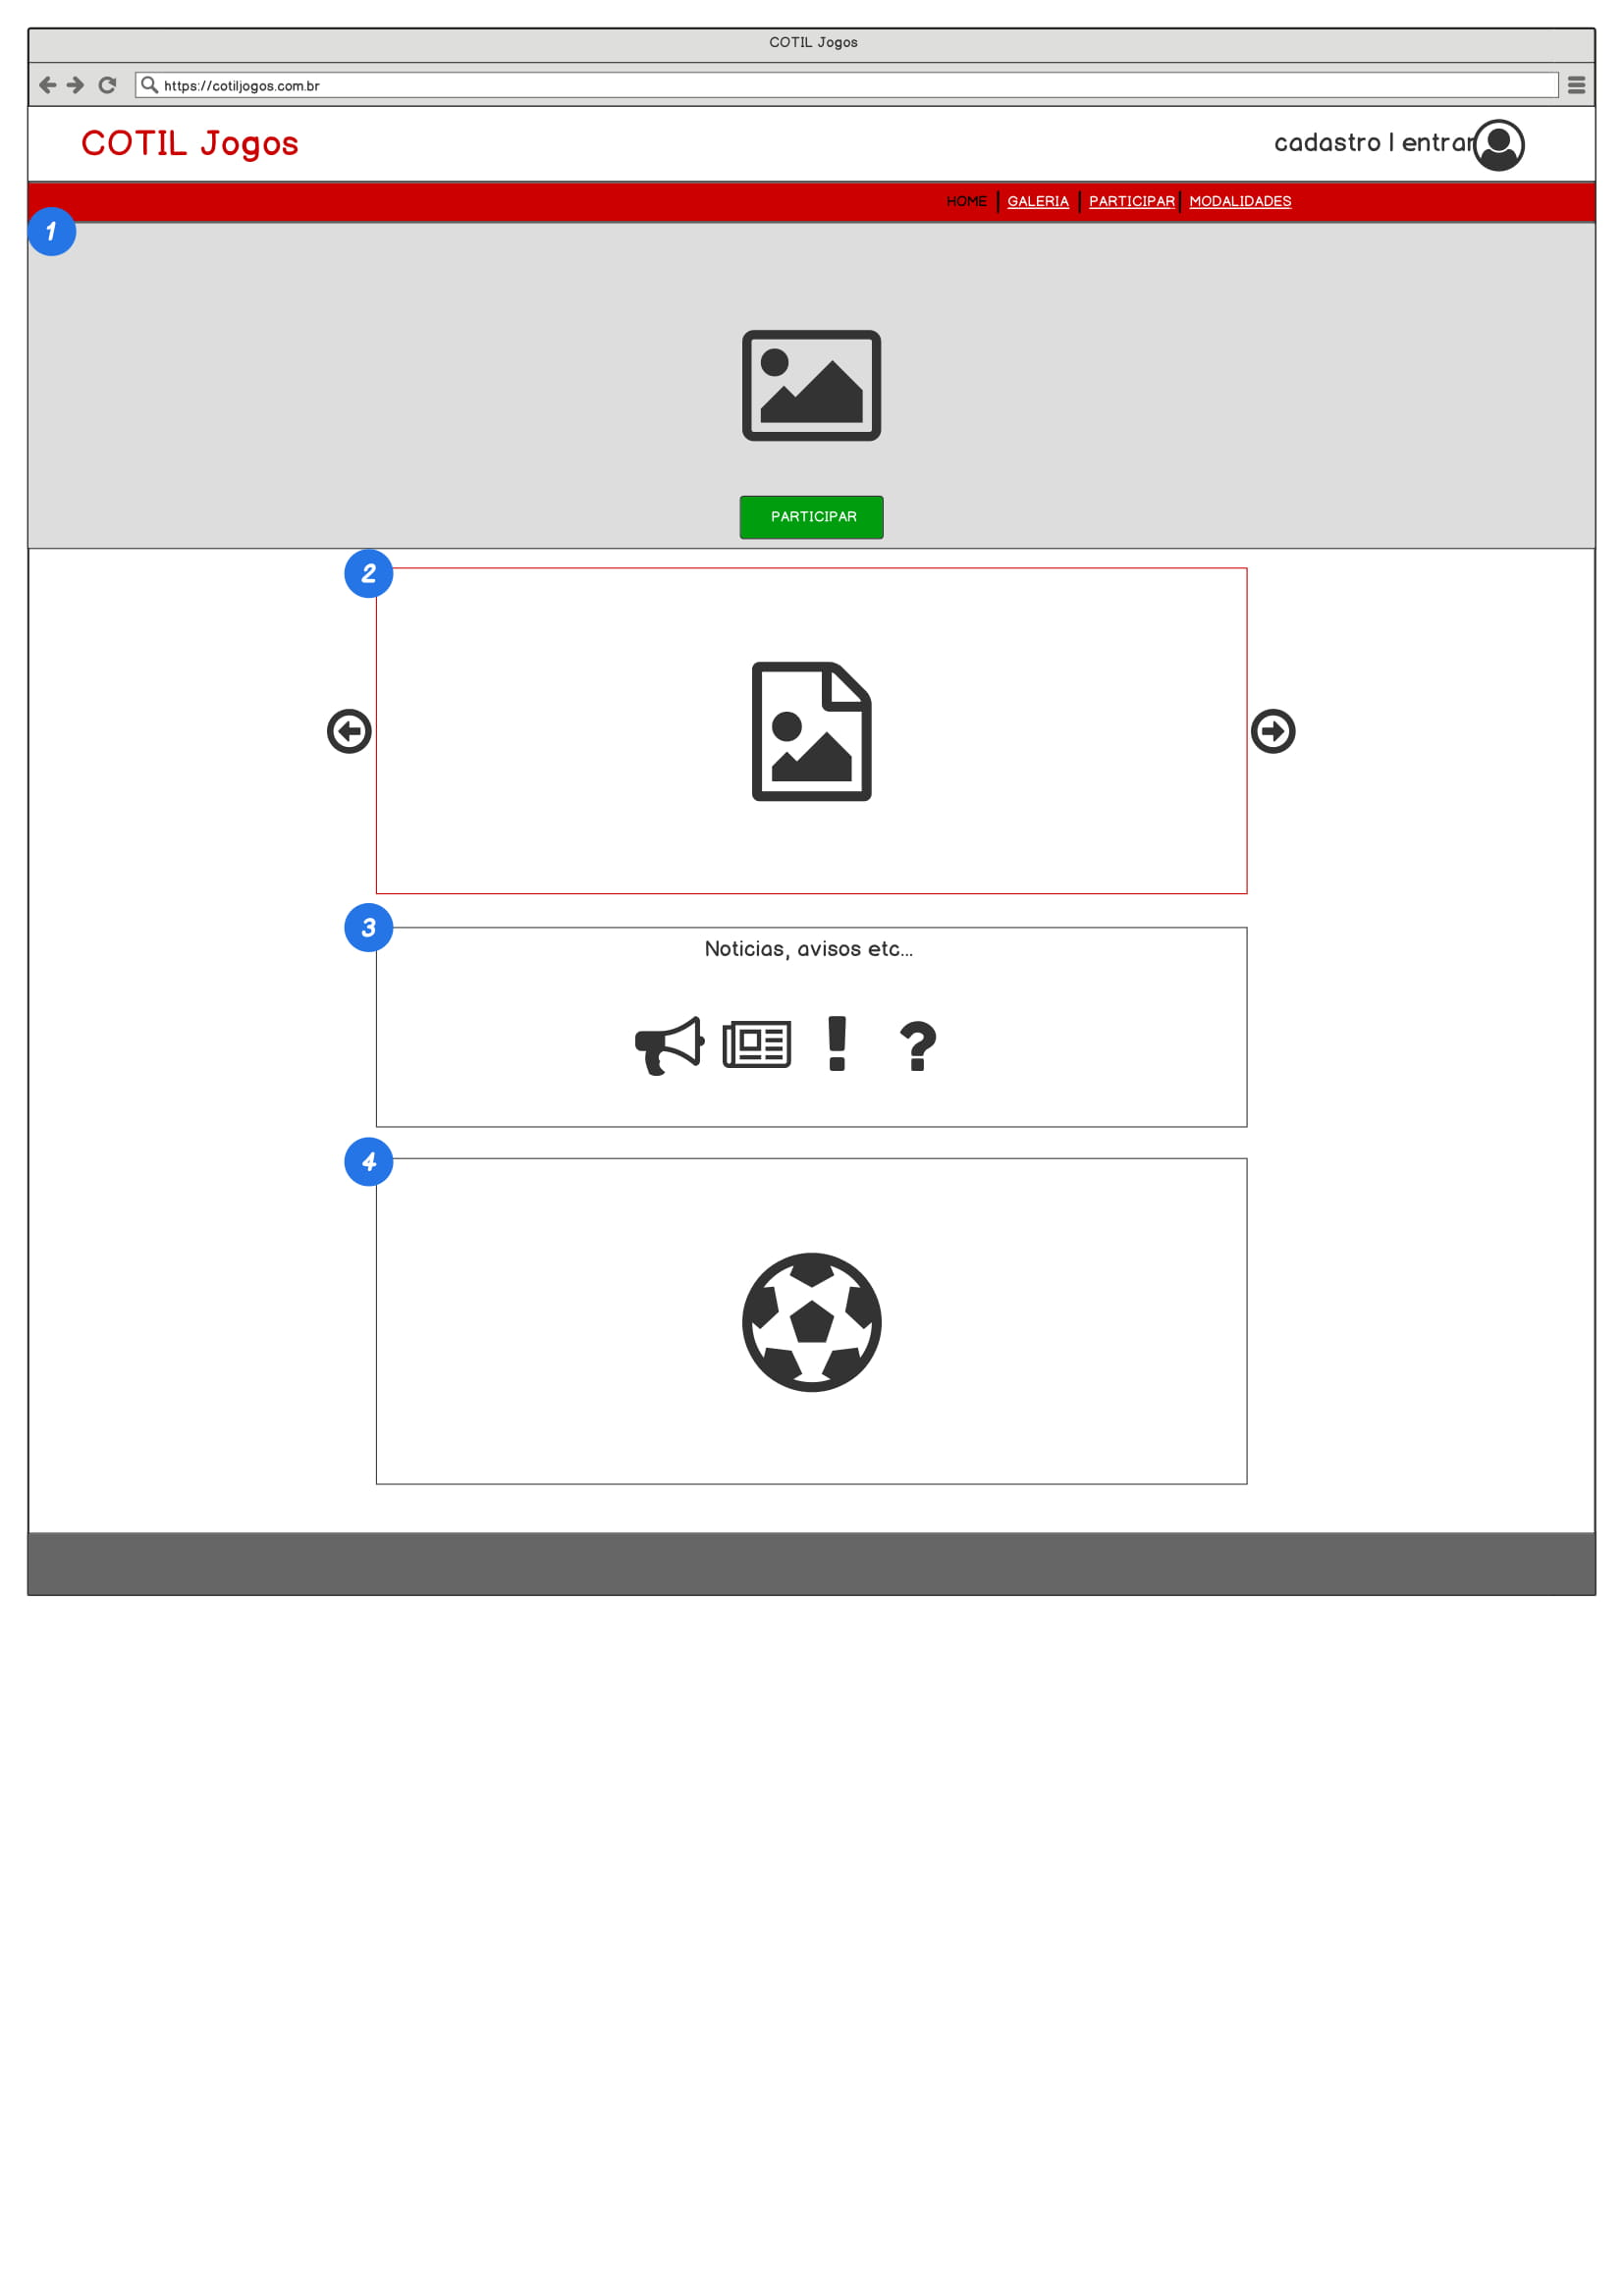 COTIL Jogos
https://cotiljogos.com.br
COTIL Jogos
cadastro | entrar
HOME | GALERIA | PARTICIPAR | MODALIDADES
1
PARTICIPAR
2
3
Noticias, avisos etc...
! ?
4